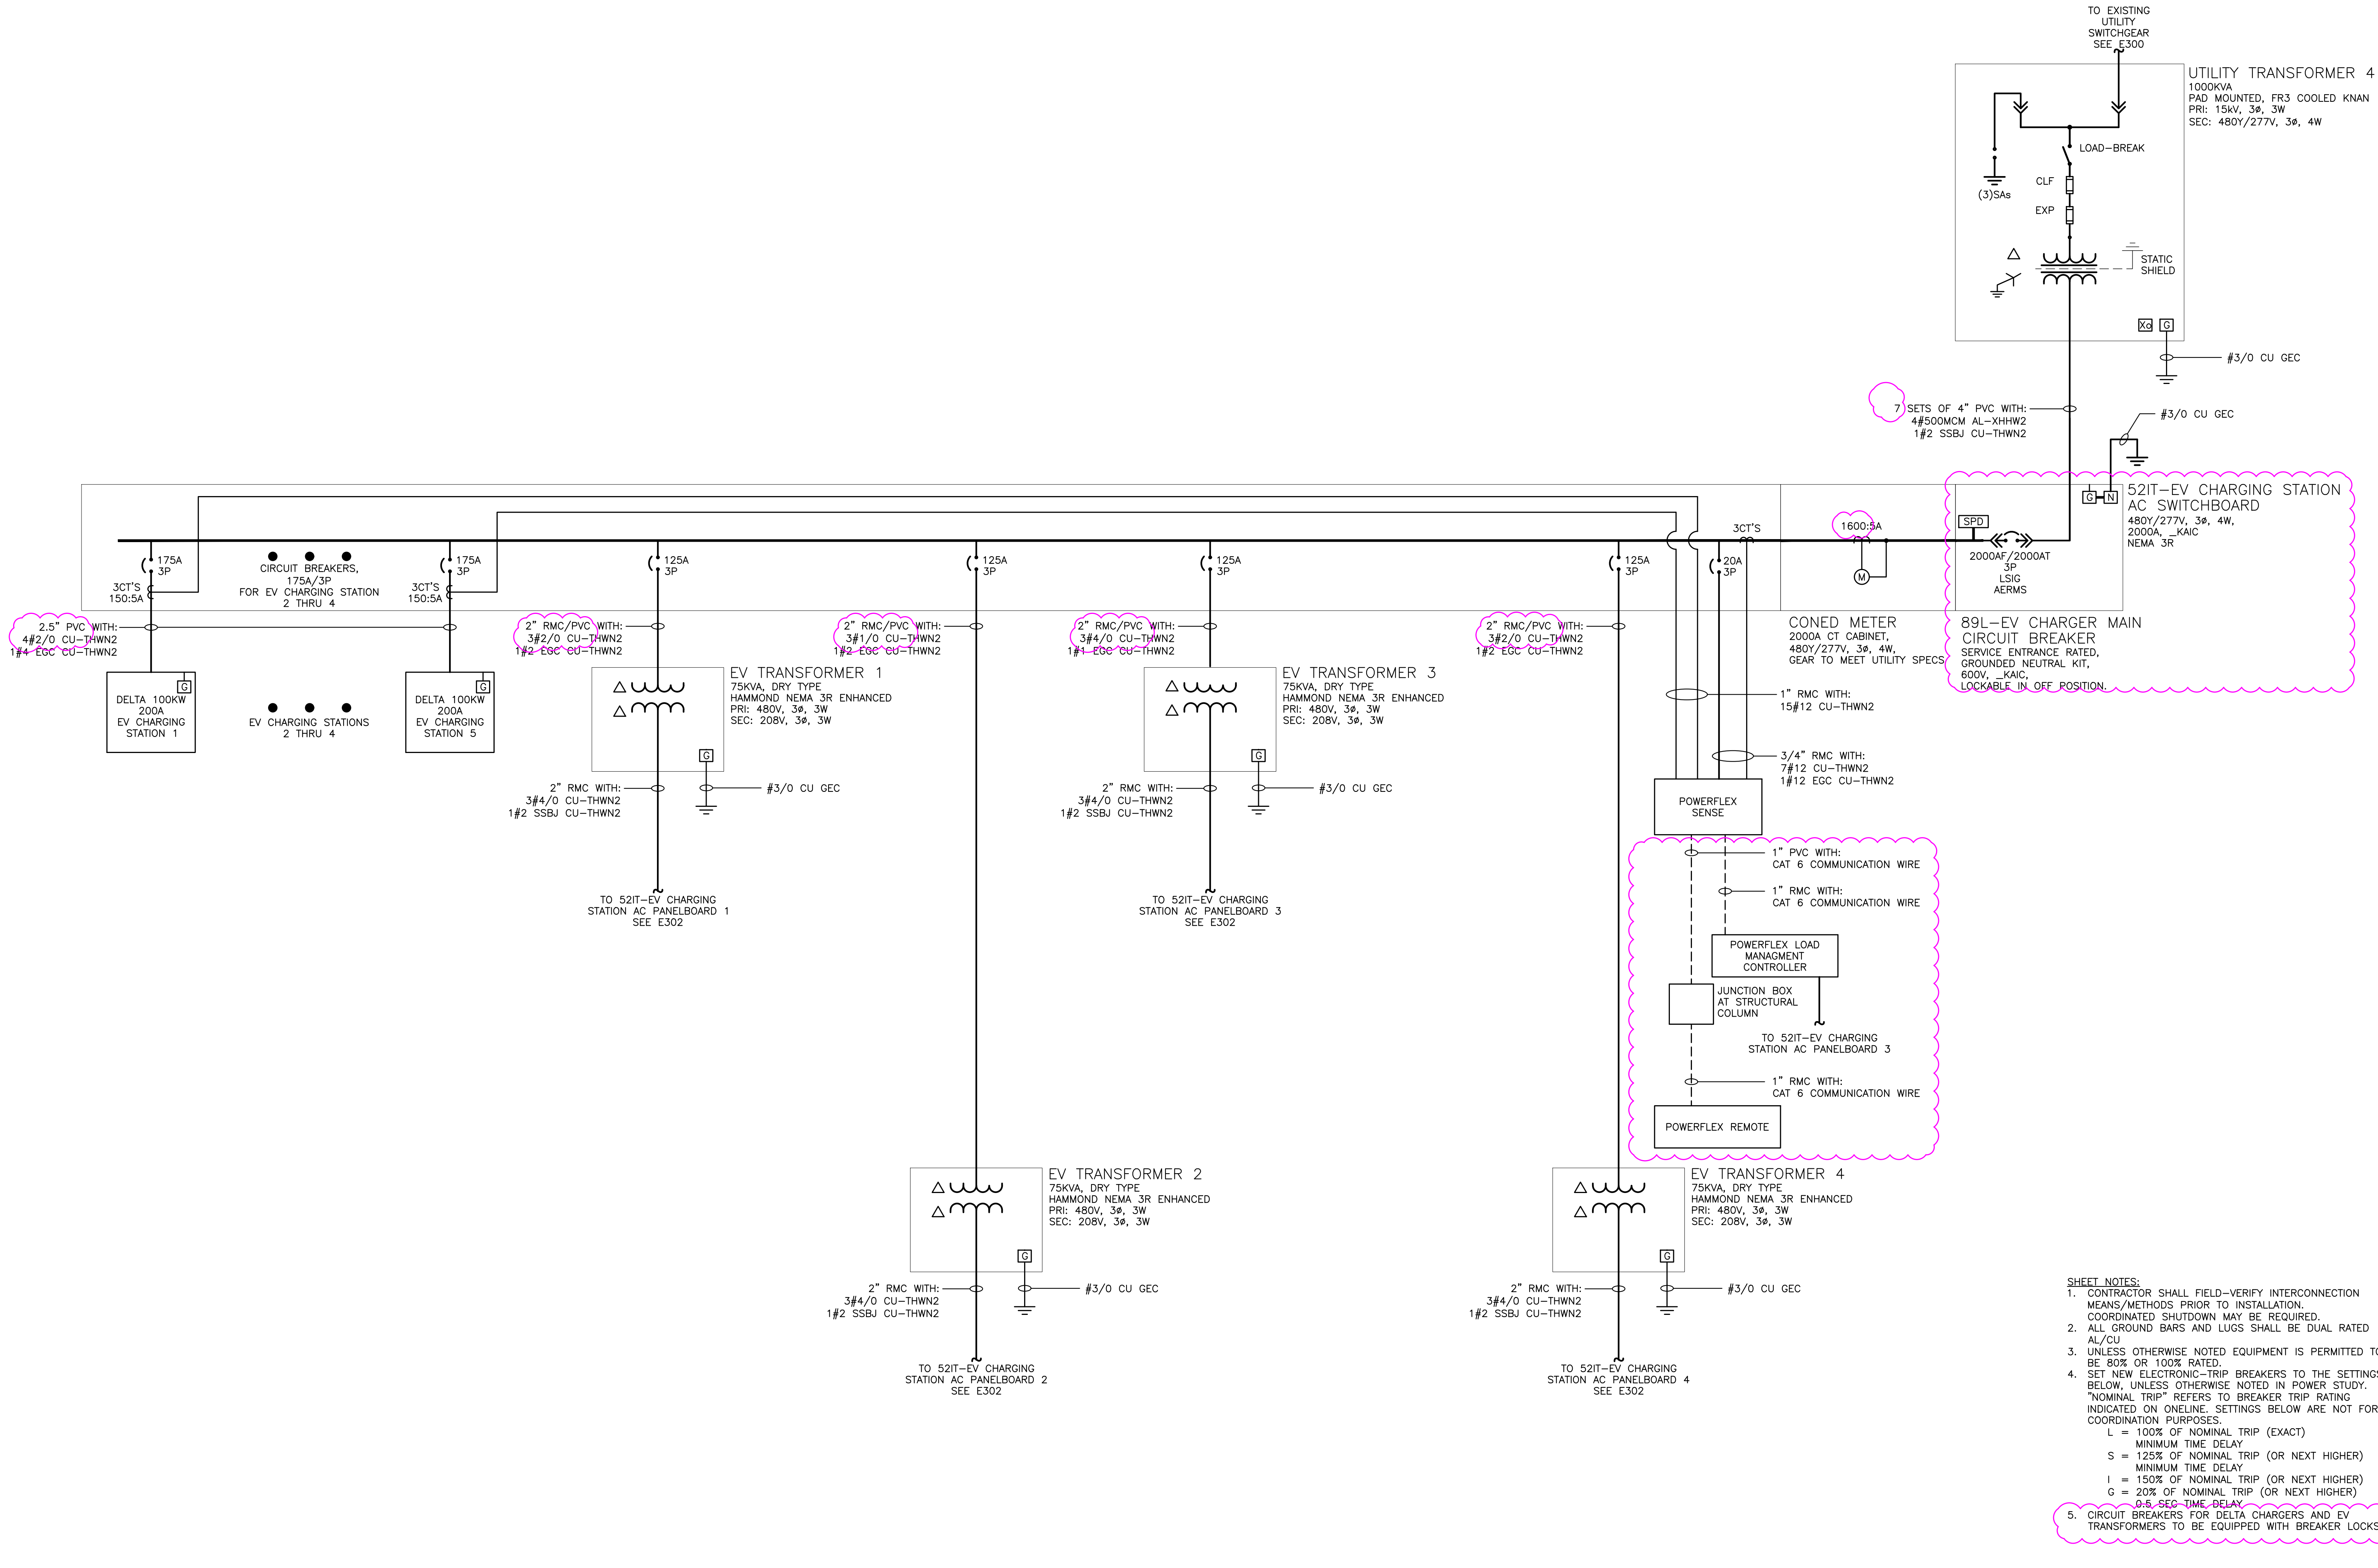 TO EXISTING
UTILITY
SWITCHGEAR
SEE E300
UTILITY TRANSFORMER 4
1000KVA
PAD MOUNTED, FR3 COOLED KNAN
PRI: 15kV, 3ø, 3W
SEC: 480Y/277V, 3ø, 4W
LOAD-BREAK
CLF
(3)SAs
EXP
STATIC
SHIELD
Xo
G
#3/0 CU GEC
7 SETS OF 4" PVC WITH:
4#500MCM AL-XHHW2
1#2 SSBJ CU-THWN2
#3/0 CU GEC
G
N
52IT-EV CHARGING STATION
AC SWITCHBOARD
480Y/277V, 3ø, 4W,
2000A, _KAIC
NEMA 3R
SPD
2000AF/2000AT
3P
LSIG
AERMS
1600:5A
M
3CT'S
175A
3P
3CT'S
150:5A
CIRCUIT BREAKERS,
175A/3P
FOR EV CHARGING STATION
2 THRU 4
175A
3P
3CT'S
150:5A
125A
3P
125A
3P
125A
3P
125A
3P
20A
3P
CONED METER
2000A CT CABINET,
480Y/277V, 3ø, 4W,
GEAR TO MEET UTILITY SPECS
89L-EV CHARGER MAIN
CIRCUIT BREAKER
SERVICE ENTRANCE RATED,
GROUNDED NEUTRAL KIT,
600V, _KAIC,
LOCKABLE IN OFF POSITION.
2.5" PVC WITH:
4#2/0 CU-THWN2
1#4 EGC CU-THWN2
2" RMC/PVC WITH:
3#2/0 CU-THWN2
1#2 EGC CU-THWN2
2" RMC/PVC WITH:
3#1/0 CU-THWN2
1#2 EGC CU-THWN2
2" RMC/PVC WITH:
3#4/0 CU-THWN2
1#1 EGC CU-THWN2
2" RMC/PVC WITH:
3#2/0 CU-THWN2
1#2 EGC CU-THWN2
G
DELTA 100KW
200A
EV CHARGING
STATION 1
EV CHARGING STATIONS
2 THRU 4
G
DELTA 100KW
200A
EV CHARGING
STATION 5
EV TRANSFORMER 1
75KVA, DRY TYPE
HAMMOND NEMA 3R ENHANCED
PRI: 480V, 3ø, 3W
SEC: 208V, 3ø, 3W
G
#3/0 CU GEC
2" RMC WITH:
3#4/0 CU-THWN2
1#2 SSBJ CU-THWN2
TO 52IT-EV CHARGING
STATION AC PANELBOARD 1
SEE E302
EV TRANSFORMER 3
75KVA, DRY TYPE
HAMMOND NEMA 3R ENHANCED
PRI: 480V, 3ø, 3W
SEC: 208V, 3ø, 3W
G
#3/0 CU GEC
2" RMC WITH:
3#4/0 CU-THWN2
1#2 SSBJ CU-THWN2
TO 52IT-EV CHARGING
STATION AC PANELBOARD 3
SEE E302
1" RMC WITH:
15#12 CU-THWN2
3/4" RMC WITH:
7#12 CU-THWN2
1#12 EGC CU-THWN2
POWERFLEX
SENSE
1" PVC WITH:
CAT 6 COMMUNICATION WIRE
1" RMC WITH:
CAT 6 COMMUNICATION WIRE
POWERFLEX LOAD
MANAGMENT
CONTROLLER
JUNCTION BOX
AT STRUCTURAL
COLUMN
TO 52IT-EV CHARGING
STATION AC PANELBOARD 3
1" RMC WITH:
CAT 6 COMMUNICATION WIRE
POWERFLEX REMOTE
EV TRANSFORMER 2
75KVA, DRY TYPE
HAMMOND NEMA 3R ENHANCED
PRI: 480V, 3ø, 3W
SEC: 208V, 3ø, 3W
G
#3/0 CU GEC
2" RMC WITH:
3#4/0 CU-THWN2
1#2 SSBJ CU-THWN2
TO 52IT-EV CHARGING
STATION AC PANELBOARD 2
SEE E302
EV TRANSFORMER 4
75KVA, DRY TYPE
HAMMOND NEMA 3R ENHANCED
PRI: 480V, 3ø, 3W
SEC: 208V, 3ø, 3W
G
#3/0 CU GEC
2" RMC WITH:
3#4/0 CU-THWN2
1#2 SSBJ CU-THWN2
TO 52IT-EV CHARGING
STATION AC PANELBOARD 4
SEE E302
SHEET NOTES:
1. CONTRACTOR SHALL FIELD-VERIFY INTERCONNECTION
MEANS/METHODS PRIOR TO INSTALLATION.
COORDINATED SHUTDOWN MAY BE REQUIRED.
2. ALL GROUND BARS AND LUGS SHALL BE DUAL RATED
AL/CU
3. UNLESS OTHERWISE NOTED EQUIPMENT IS PERMITTED TO
BE 80% OR 100% RATED.
4. SET NEW ELECTRONIC-TRIP BREAKERS TO THE SETTINGS
BELOW, UNLESS OTHERWISE NOTED IN POWER STUDY.
"NOMINAL TRIP" REFERS TO BREAKER TRIP RATING
INDICATED ON ONELINE. SETTINGS BELOW ARE NOT FOR
COORDINATION PURPOSES.
L = 100% OF NOMINAL TRIP (EXACT)
MINIMUM TIME DELAY
S = 125% OF NOMINAL TRIP (OR NEXT HIGHER)
MINIMUM TIME DELAY
I = 150% OF NOMINAL TRIP (OR NEXT HIGHER)
G = 20% OF NOMINAL TRIP (OR NEXT HIGHER)
0.5 SEC TIME DELAY
5. CIRCUIT BREAKERS FOR DELTA CHARGERS AND EV
TRANSFORMERS TO BE EQUIPPED WITH BREAKER LOCKS